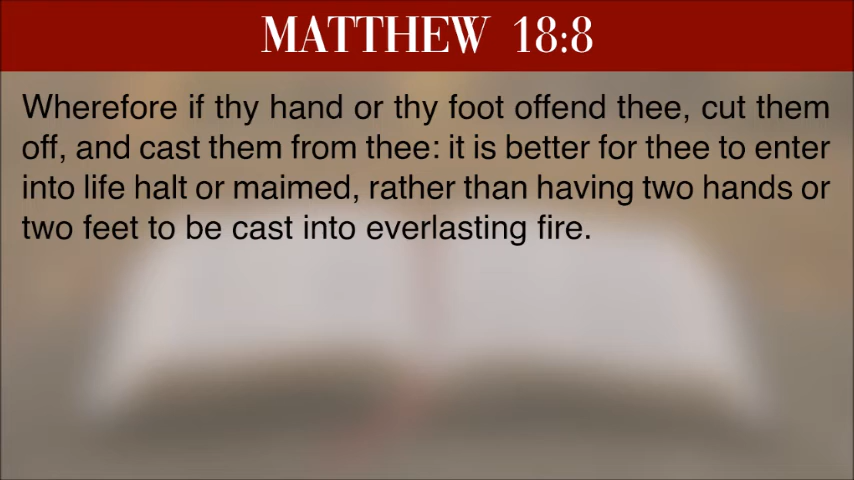 MATTHEW 18:8
Wherefore if thy hand or thy foot offend thee, cut them
off, and cast them from thee: it is better for thee to enter
into life halt or maimed, rather than having two hands or
two feet to be cast into everlasting fire.